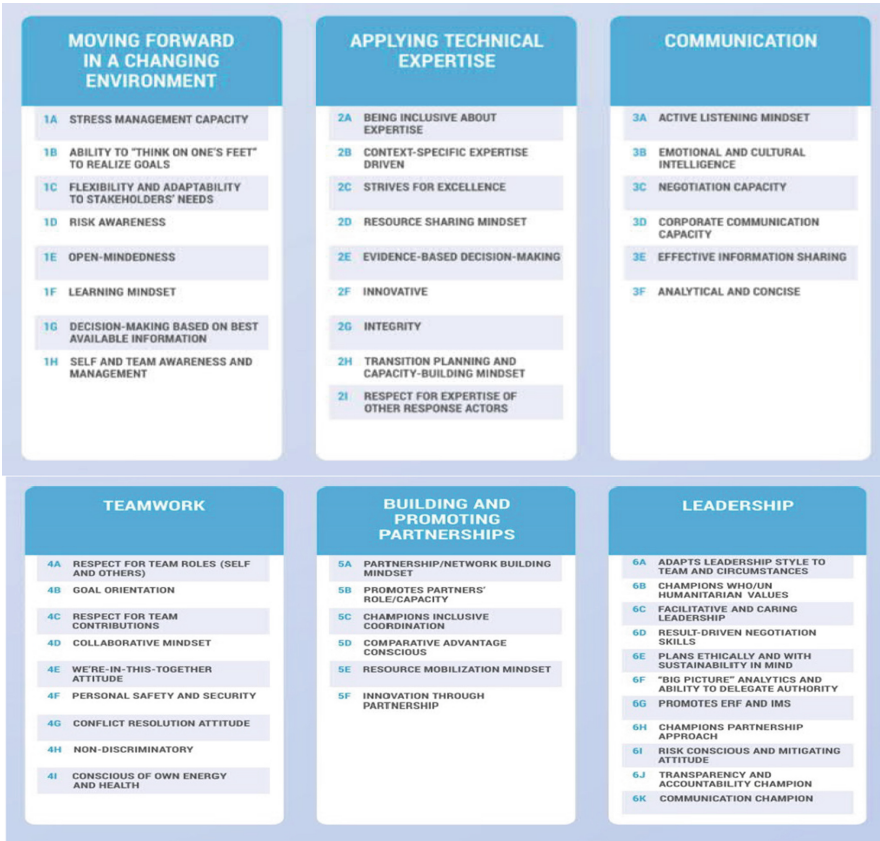 MOVING FORWARD
IN A CHANGING
ENVIRONMENT
1A STRESS MANAGEMENT CAPACITY
1B ABILITY TO "THINK ON ONE'S FEET"
TO REALIZE GOALS
1C FLEXIBILITY AND ADAPTABILITY
TO STAKEHOLDERS' NEEDS
1D RISK AWARENESS
1E OPEN-MINDEDNESS
1F LEARNING MINDSET
1G DECISION-MAKING BASED ON BEST
AVAILABLE INFORMATION
1H SELF AND TEAM AWARENESS AND
MANAGEMENT
APPLYING TECHNICAL
EXPERTISE
2A BEING INCLUSIVE ABOUT
EXPERTISE
2B CONTEXT-SPECIFIC EXPERTISE
DRIVEN
2C STRIVES FOR EXCELLENCE
2D RESOURCE SHARING MINDSET
2E EVIDENCE-BASED DECISION-MAKING
2F INNOVATIVE
2G INTEGRITY
2H TRANSITION PLANNING AND
CAPACITY-BUILDING MINDSET
2I RESPECT FOR EXPERTISE OF
OTHER RESPONSE ACTORS
COMMUNICATION
3A ACTIVE LISTENING MINDSET
3B EMOTIONAL AND CULTURAL
INTELLIGENCE
3C NEGOTIATION CAPACITY
3D CORPORATE COMMUNICATION
CAPACITY
3E EFFECTIVE INFORMATION SHARING
3F ANALYTICAL AND CONCISE
TEAMWORK
4A RESPECT FOR TEAM ROLES (SELF
AND OTHERS)
4B GOAL ORIENTATION
4C RESPECT FOR TEAM
CONTRIBUTIONS
4D COLLABORATIVE MINDSET
4E WE'RE-IN-THIS-TOGETHER
ATTITUDE
4F PERSONAL SAFETY AND SECURITY
4G CONFLICT RESOLUTION ATTITUDE
4H NON-DISCRIMINATORY
4I CONSCIOUS OF OWN ENERGY
AND HEALTH
BUILDING AND
PROMOTING
PARTNERSHIPS
5A PARTNERSHIP/NETWORK BUILDING
MINDSET
5B PROMOTES PARTNERS'
ROLE/CAPACITY
5C CHAMPIONS INCLUSIVE
COORDINATION
5D COMPARATIVE ADVANTAGE
CONSCIOUS
5E RESOURCE MOBILIZATION MINDSET
5F INNOVATION THROUGH
PARTNERSHIP
LEADERSHIP
6A ADAPTS LEADERSHIP STYLE TO
TEAM AND CIRCUMSTANCES
6B CHAMPIONS WHO/UN
HUMANITARIAN VALUES
6C FACILITATIVE AND CARING
LEADERSHIP
6D RESULT-DRIVEN NEGOTIATION
SKILLS
6E PLANS ETHICALLY AND WITH
SUSTAINABILITY IN MIND
6F "BIG PICTURE" ANALYTICS AND
ABILITY TO DELEGATE AUTHORITY
6G PROMOTES ERF AND IMS
6H CHAMPIONS PARTNERSHIP
APPROACH
6I RISK CONSCIOUS AND MITIGATING
ATTITUDE
6J TRANSPARENCY AND
ACCOUNTABILITY CHAMPION
6K COMMUNICATION CHAMPION